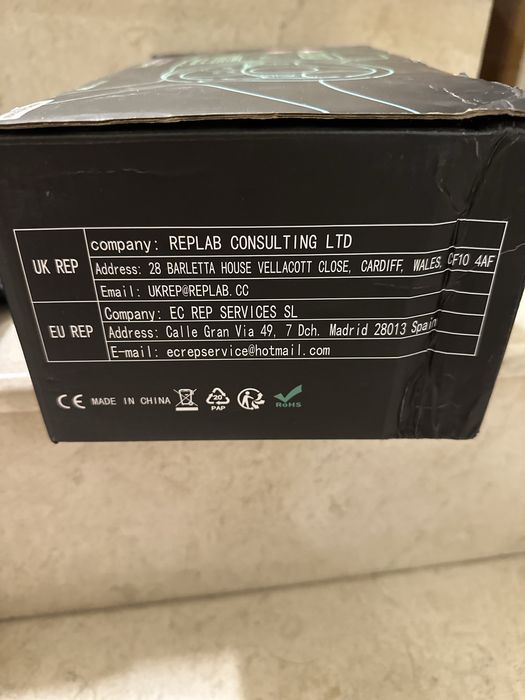 UK REP
company: REPLAB CONSULTING LTD
Address: 28 BARLETTA HOUSE VELLACOTT CLOSE, CARDIFF, WALES, CF10 4AF
Email: UKREP@REPLAB.CC
EU REP
Company: EC REP SERVICES SL
Address: Calle Gran Via 49, 7 Dch. Madrid 28013 Spain
E-mail: ecrepservice@hotmail.com
CE MADE IN CHINA 20 PAP RoHS